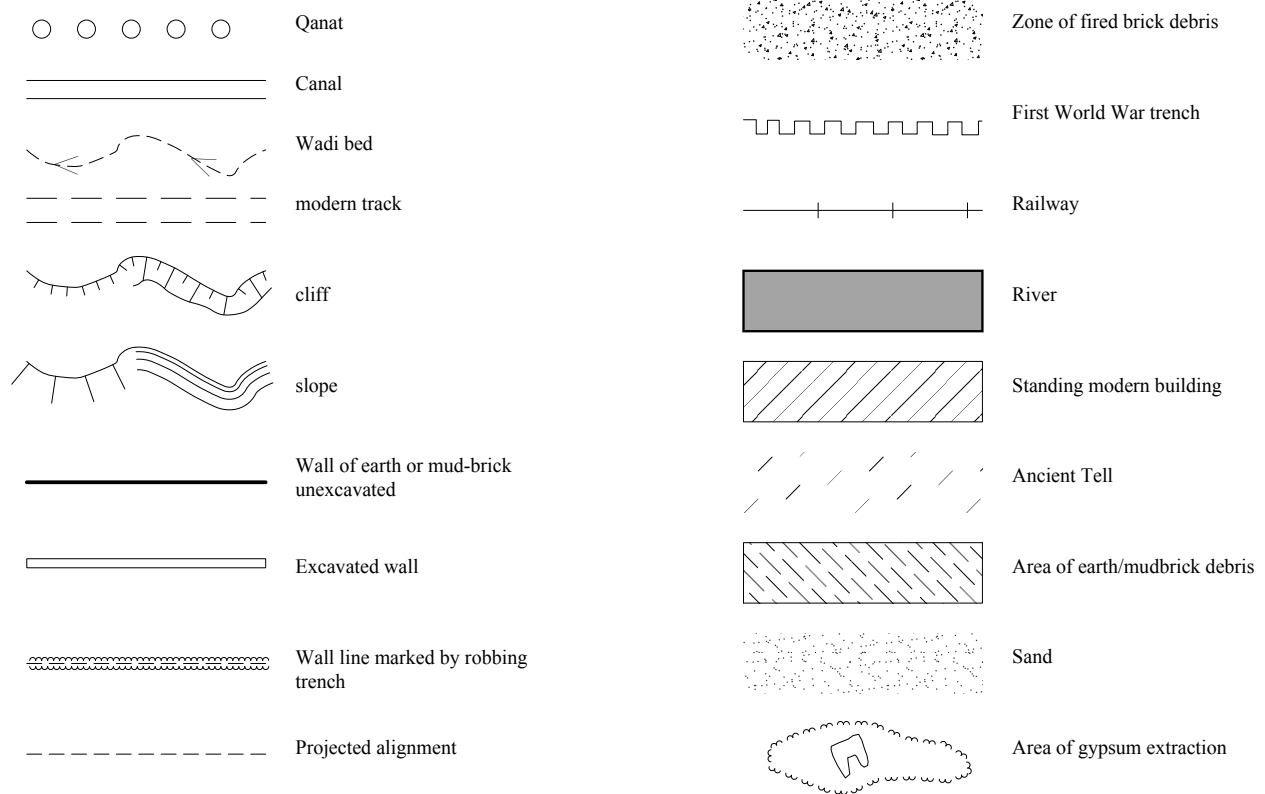 Qanat
Canal
Wadi bed
modern track
cliff
slope
Wall of earth or mud-brick
unexcavated
Excavated wall
Wall line marked by robbing
trench
Projected alignment
Zone of fired brick debris
First World War trench
Railway
River
Standing modern building
Ancient Tell
Area of earth/mudbrick debris
Sand
Area of gypsum extraction